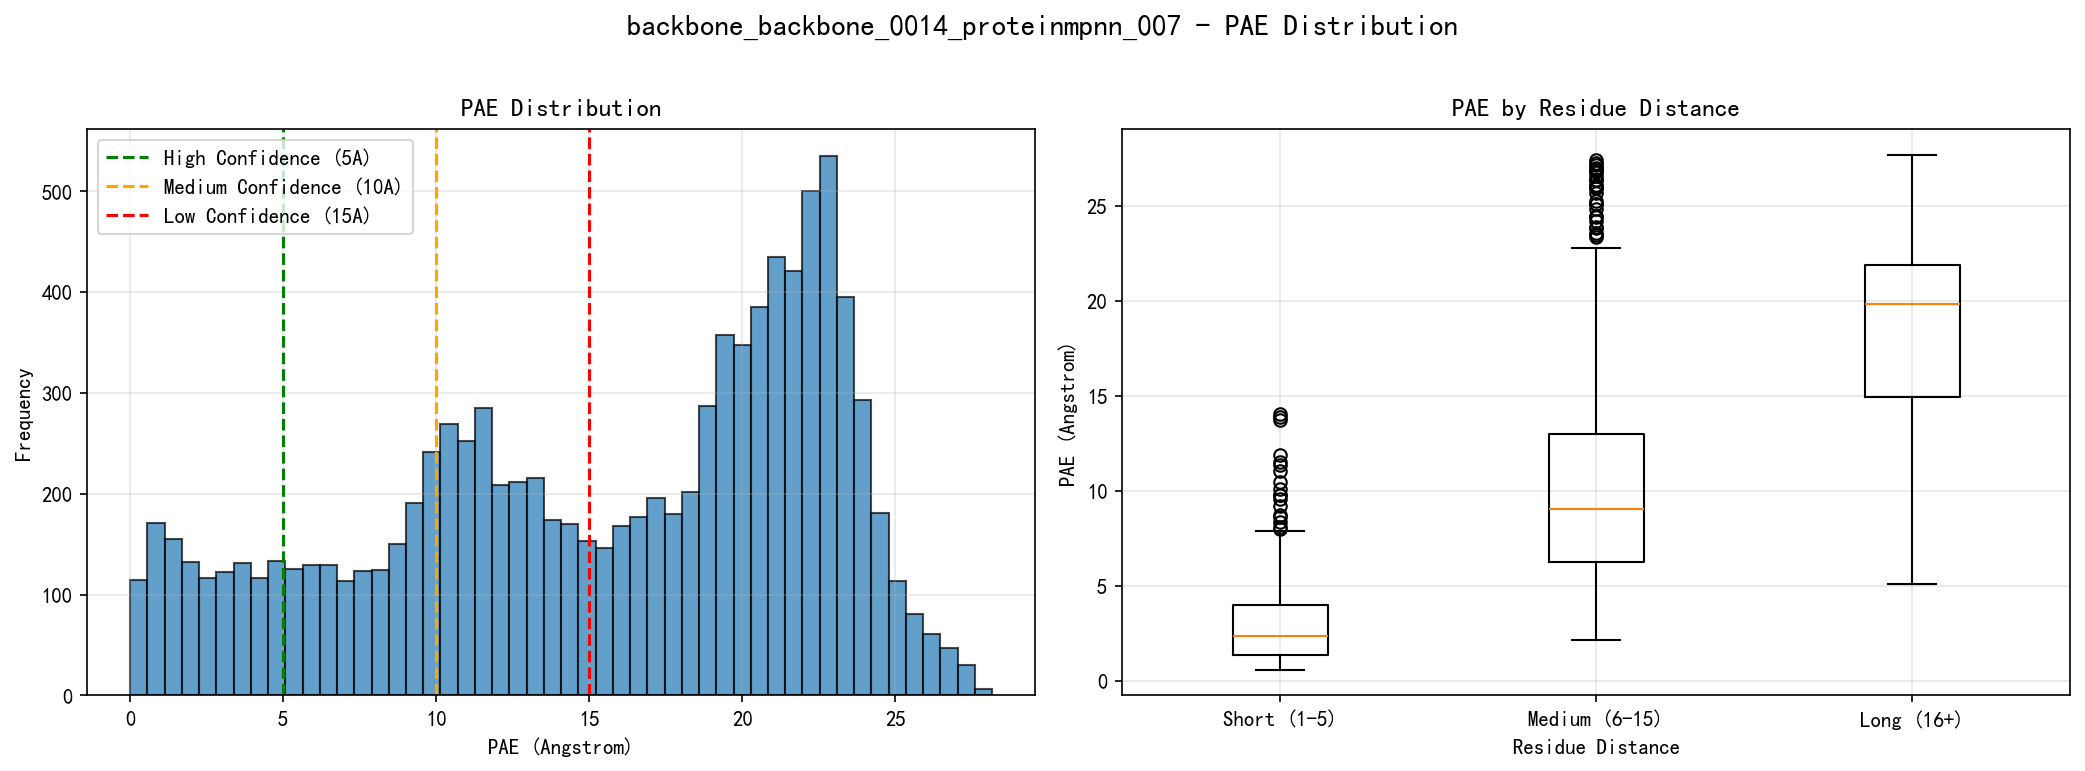 backbone_backbone_0014_proteinmpnn_007 - PAE Distribution
PAE Distribution
High Confidence (5A)
Medium Confidence (10A)
Low Confidence (15A)
500
400
300
200
100
0
Frequency
0 5 10 15 20 25
PAE (Angstrom)
PAE by Residue Distance
25
20
15
10
5
0
PAE (Angstrom)
Short (1-5) Medium (6-15) Long (16+)
Residue Distance